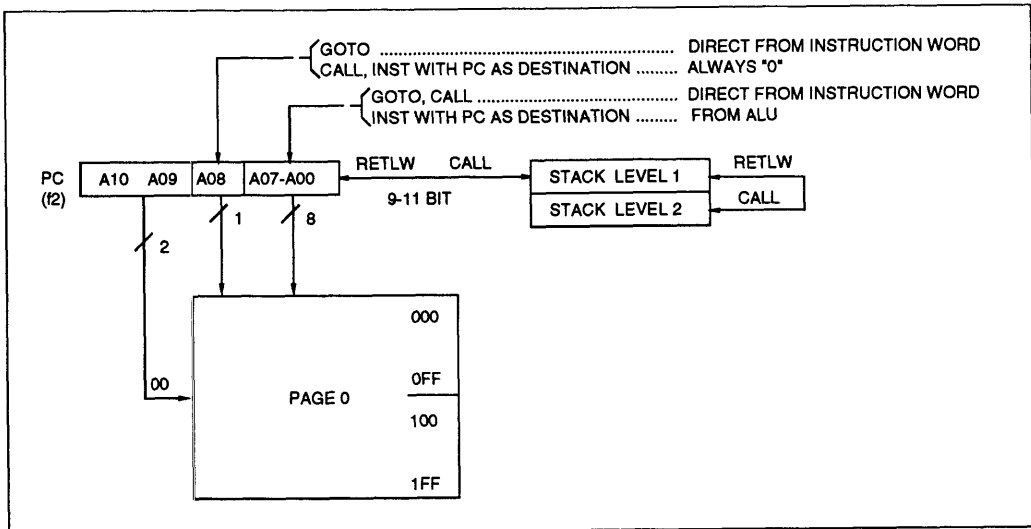 GOTO ........................................................ DIRECT FROM INSTRUCTION WORD
CALL, INST WITH PC AS DESTINATION ......... ALWAYS "0"
GOTO, CALL ........................................... DIRECT FROM INSTRUCTION WORD
INST WITH PC AS DESTINATION ......... FROM ALU
PC (f2) A10 A09 A08 A07-A00 RETLW CALL STACK LEVEL 1 RETLW
9-11 BIT STACK LEVEL 2 CALL
1 8
2
000
00 PAGE 0 0FF
100
1FF